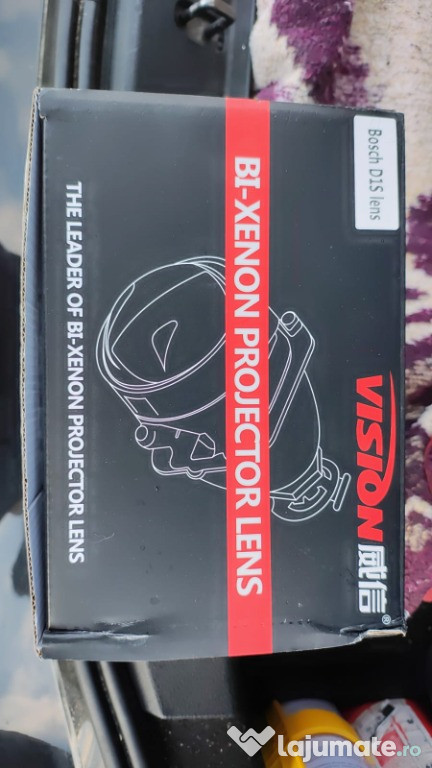 Bosch D1S lens
VISION 威信®
BI-XENON PROJECTOR LENS
THE LEADER OF BI-XENON PROJECTOR LENS
lajumate.ro